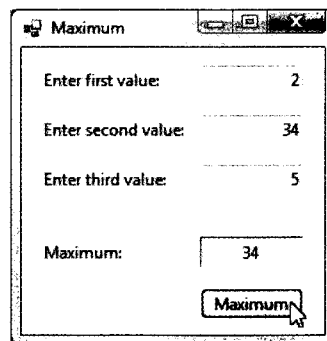 Maximum
Enter first value: 2
Enter second value: 34
Enter third value: 5
Maximum: 34
Maximum